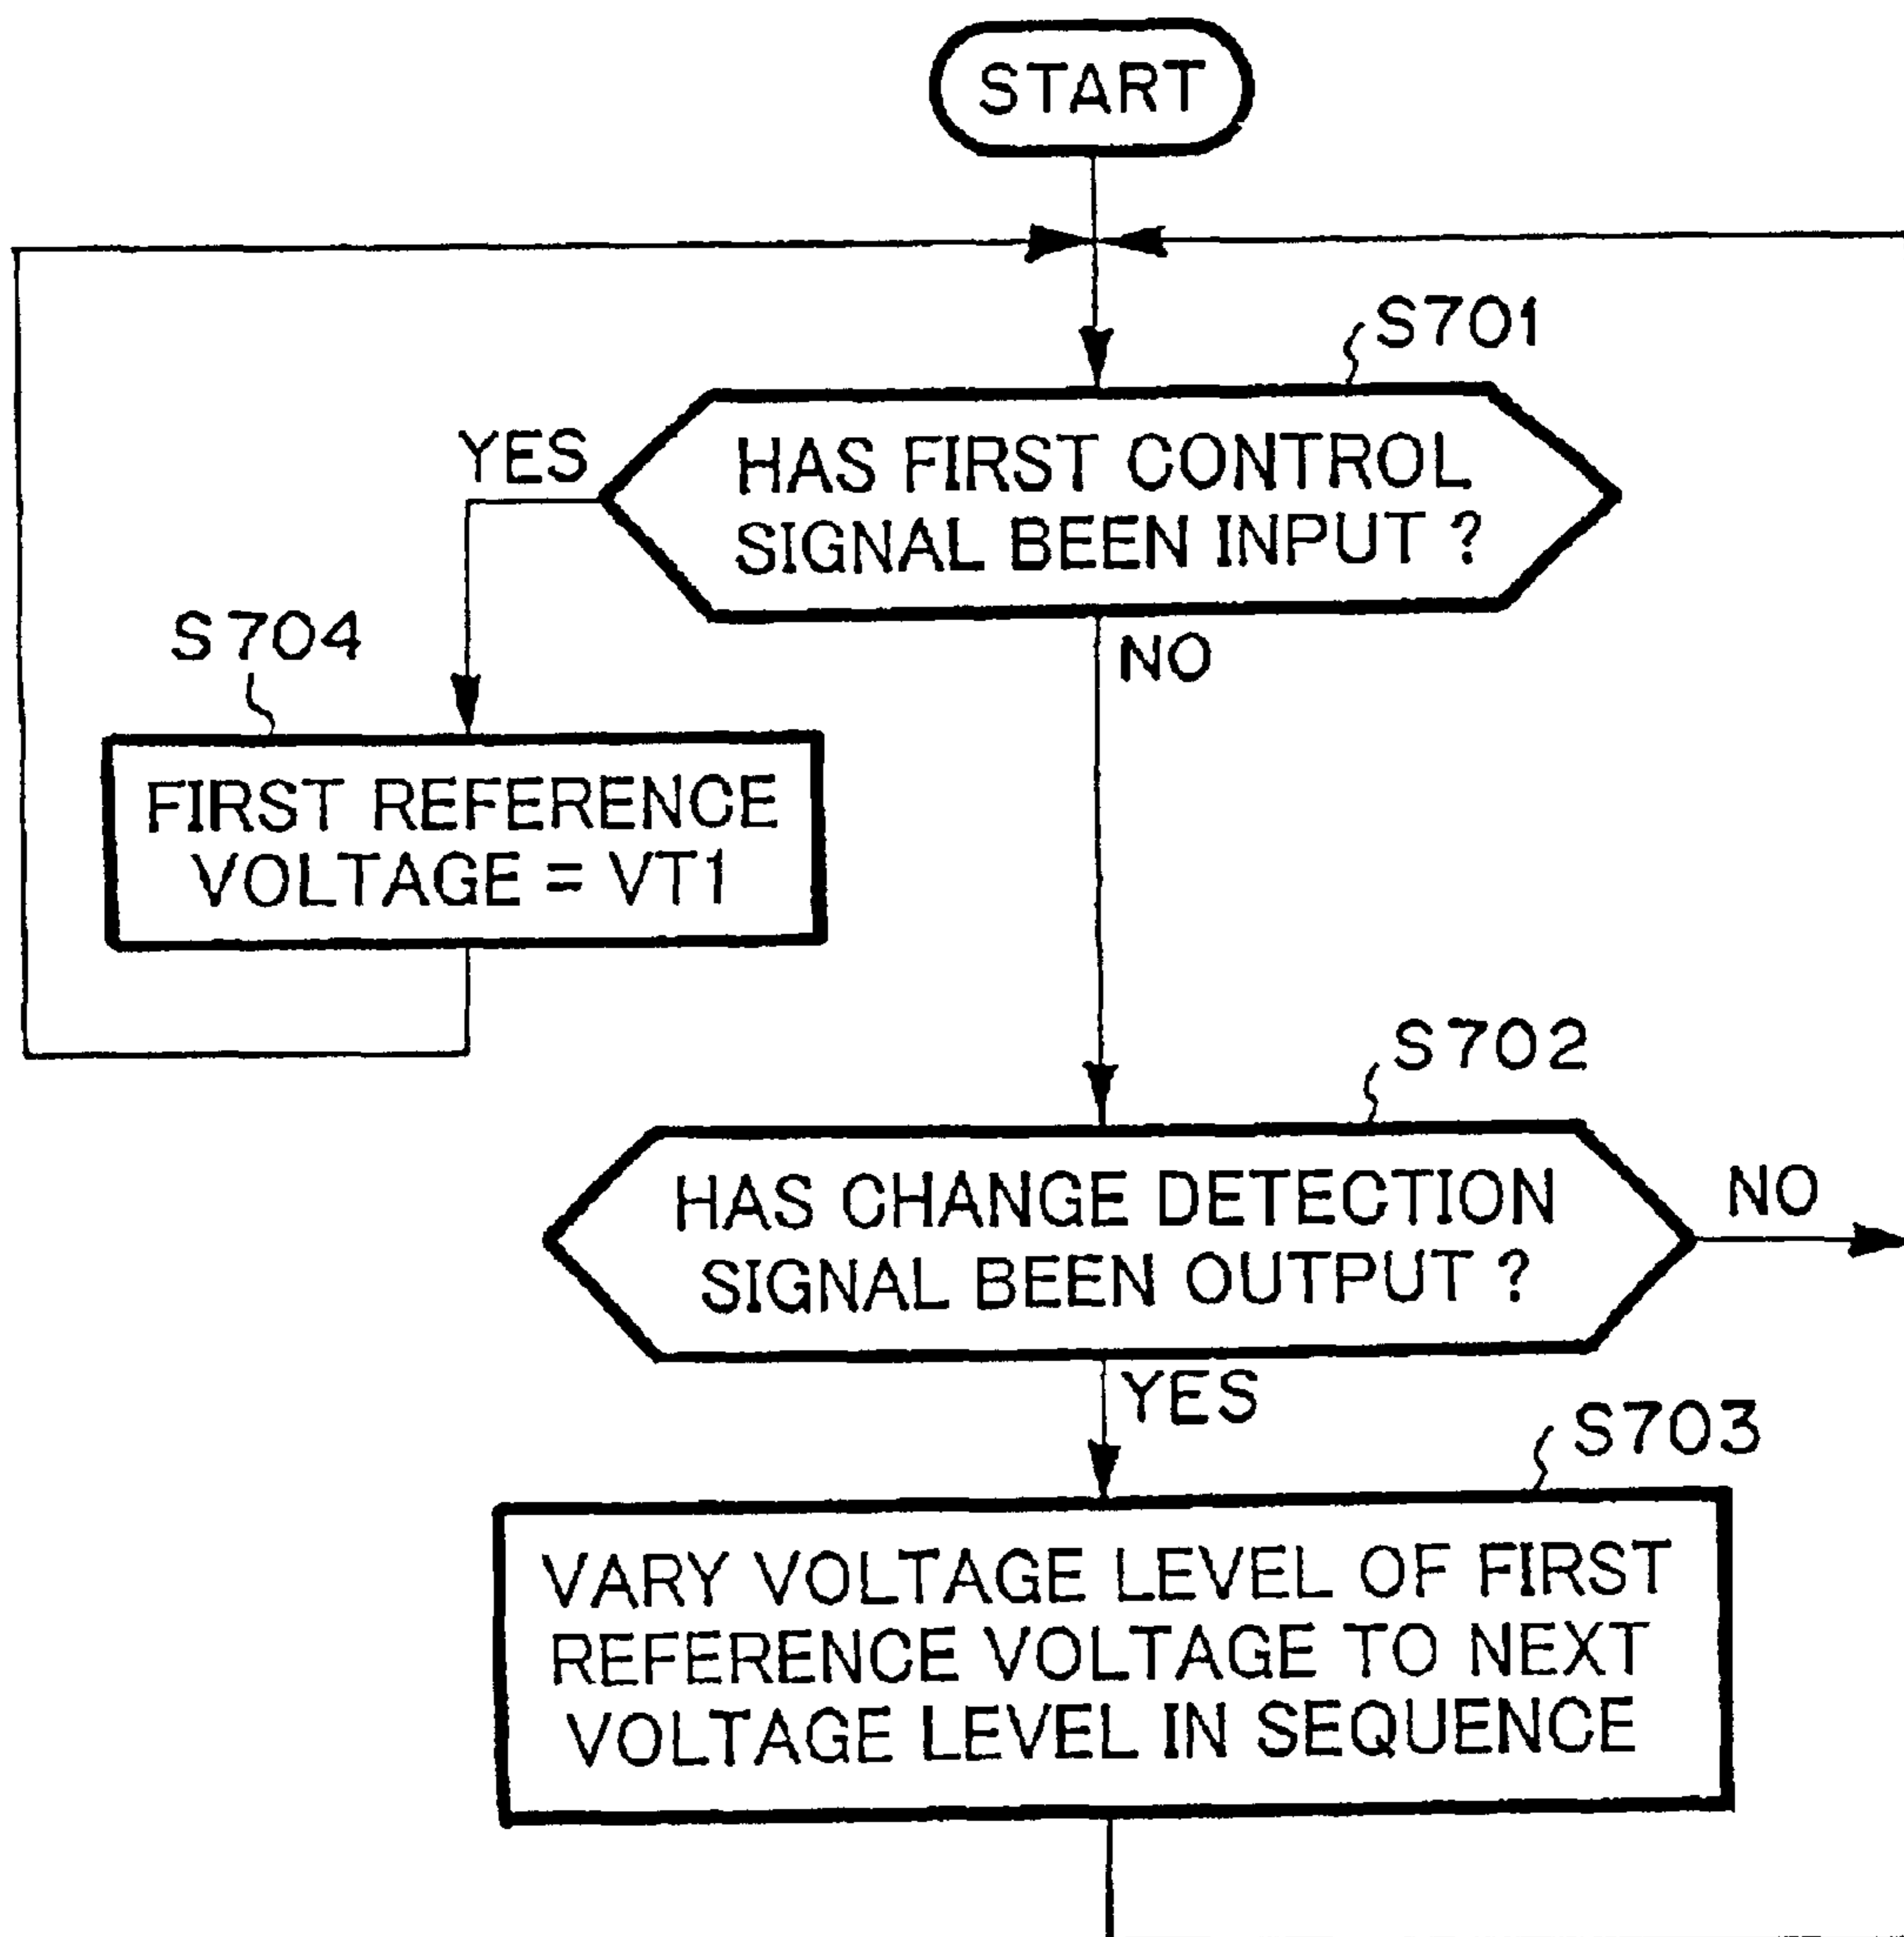 START
S701
YES
HAS FIRST CONTROL
SIGNAL BEEN INPUT ?
NO
S704
FIRST REFERENCE
VOLTAGE = VT1
S702
HAS CHANGE DETECTION
SIGNAL BEEN OUTPUT ?
NO
YES
S703
VARY VOLTAGE LEVEL OF FIRST
REFERENCE VOLTAGE TO NEXT
VOLTAGE LEVEL IN SEQUENCE